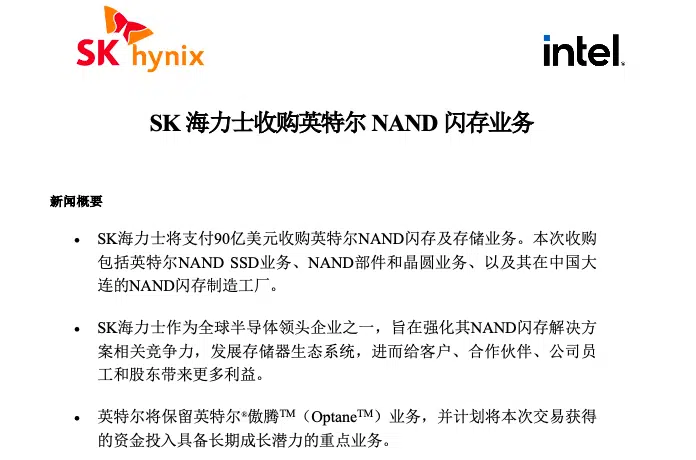 SK hynix
intel.
SK 海力士收购英特尔 NAND 闪存业务
新闻概要
• SK海力士将支付90亿美元收购英特尔NAND闪存及存储业务。本次收购
包括英特尔NAND SSD业务、NAND部件和晶圆业务、以及其在中国大
连的NAND闪存制造工厂。
• SK海力士作为全球半导体领头企业之一，旨在强化其NAND闪存解决方
案相关竞争力，发展存储器生态系统，进而给客户、合作伙伴、公司员
工和股东带来更多利益。
• 英特尔将保留英特尔®傲腾™（Optane™）业务，并计划将本次交易获得
的资金投入具备长期成长潜力的重点业务。